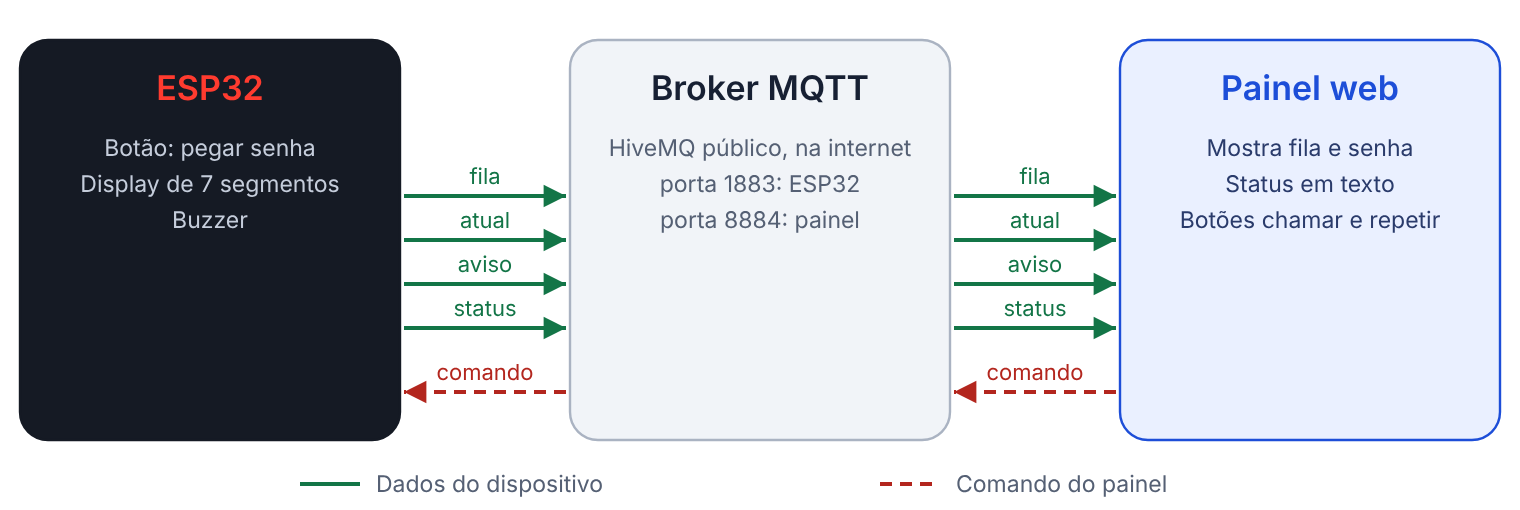 ESP32
Botão: pegar senha
Display de 7 segmentos
Buzzer
fila
atual
aviso
status
comando
Broker MQTT
HiveMQ público, na internet
porta 1883: ESP32
porta 8884: painel
fila
atual
aviso
status
comando
Painel web
Mostra fila e senha
Status em texto
Botões chamar e repetir
Dados do dispositivo
Comando do painel